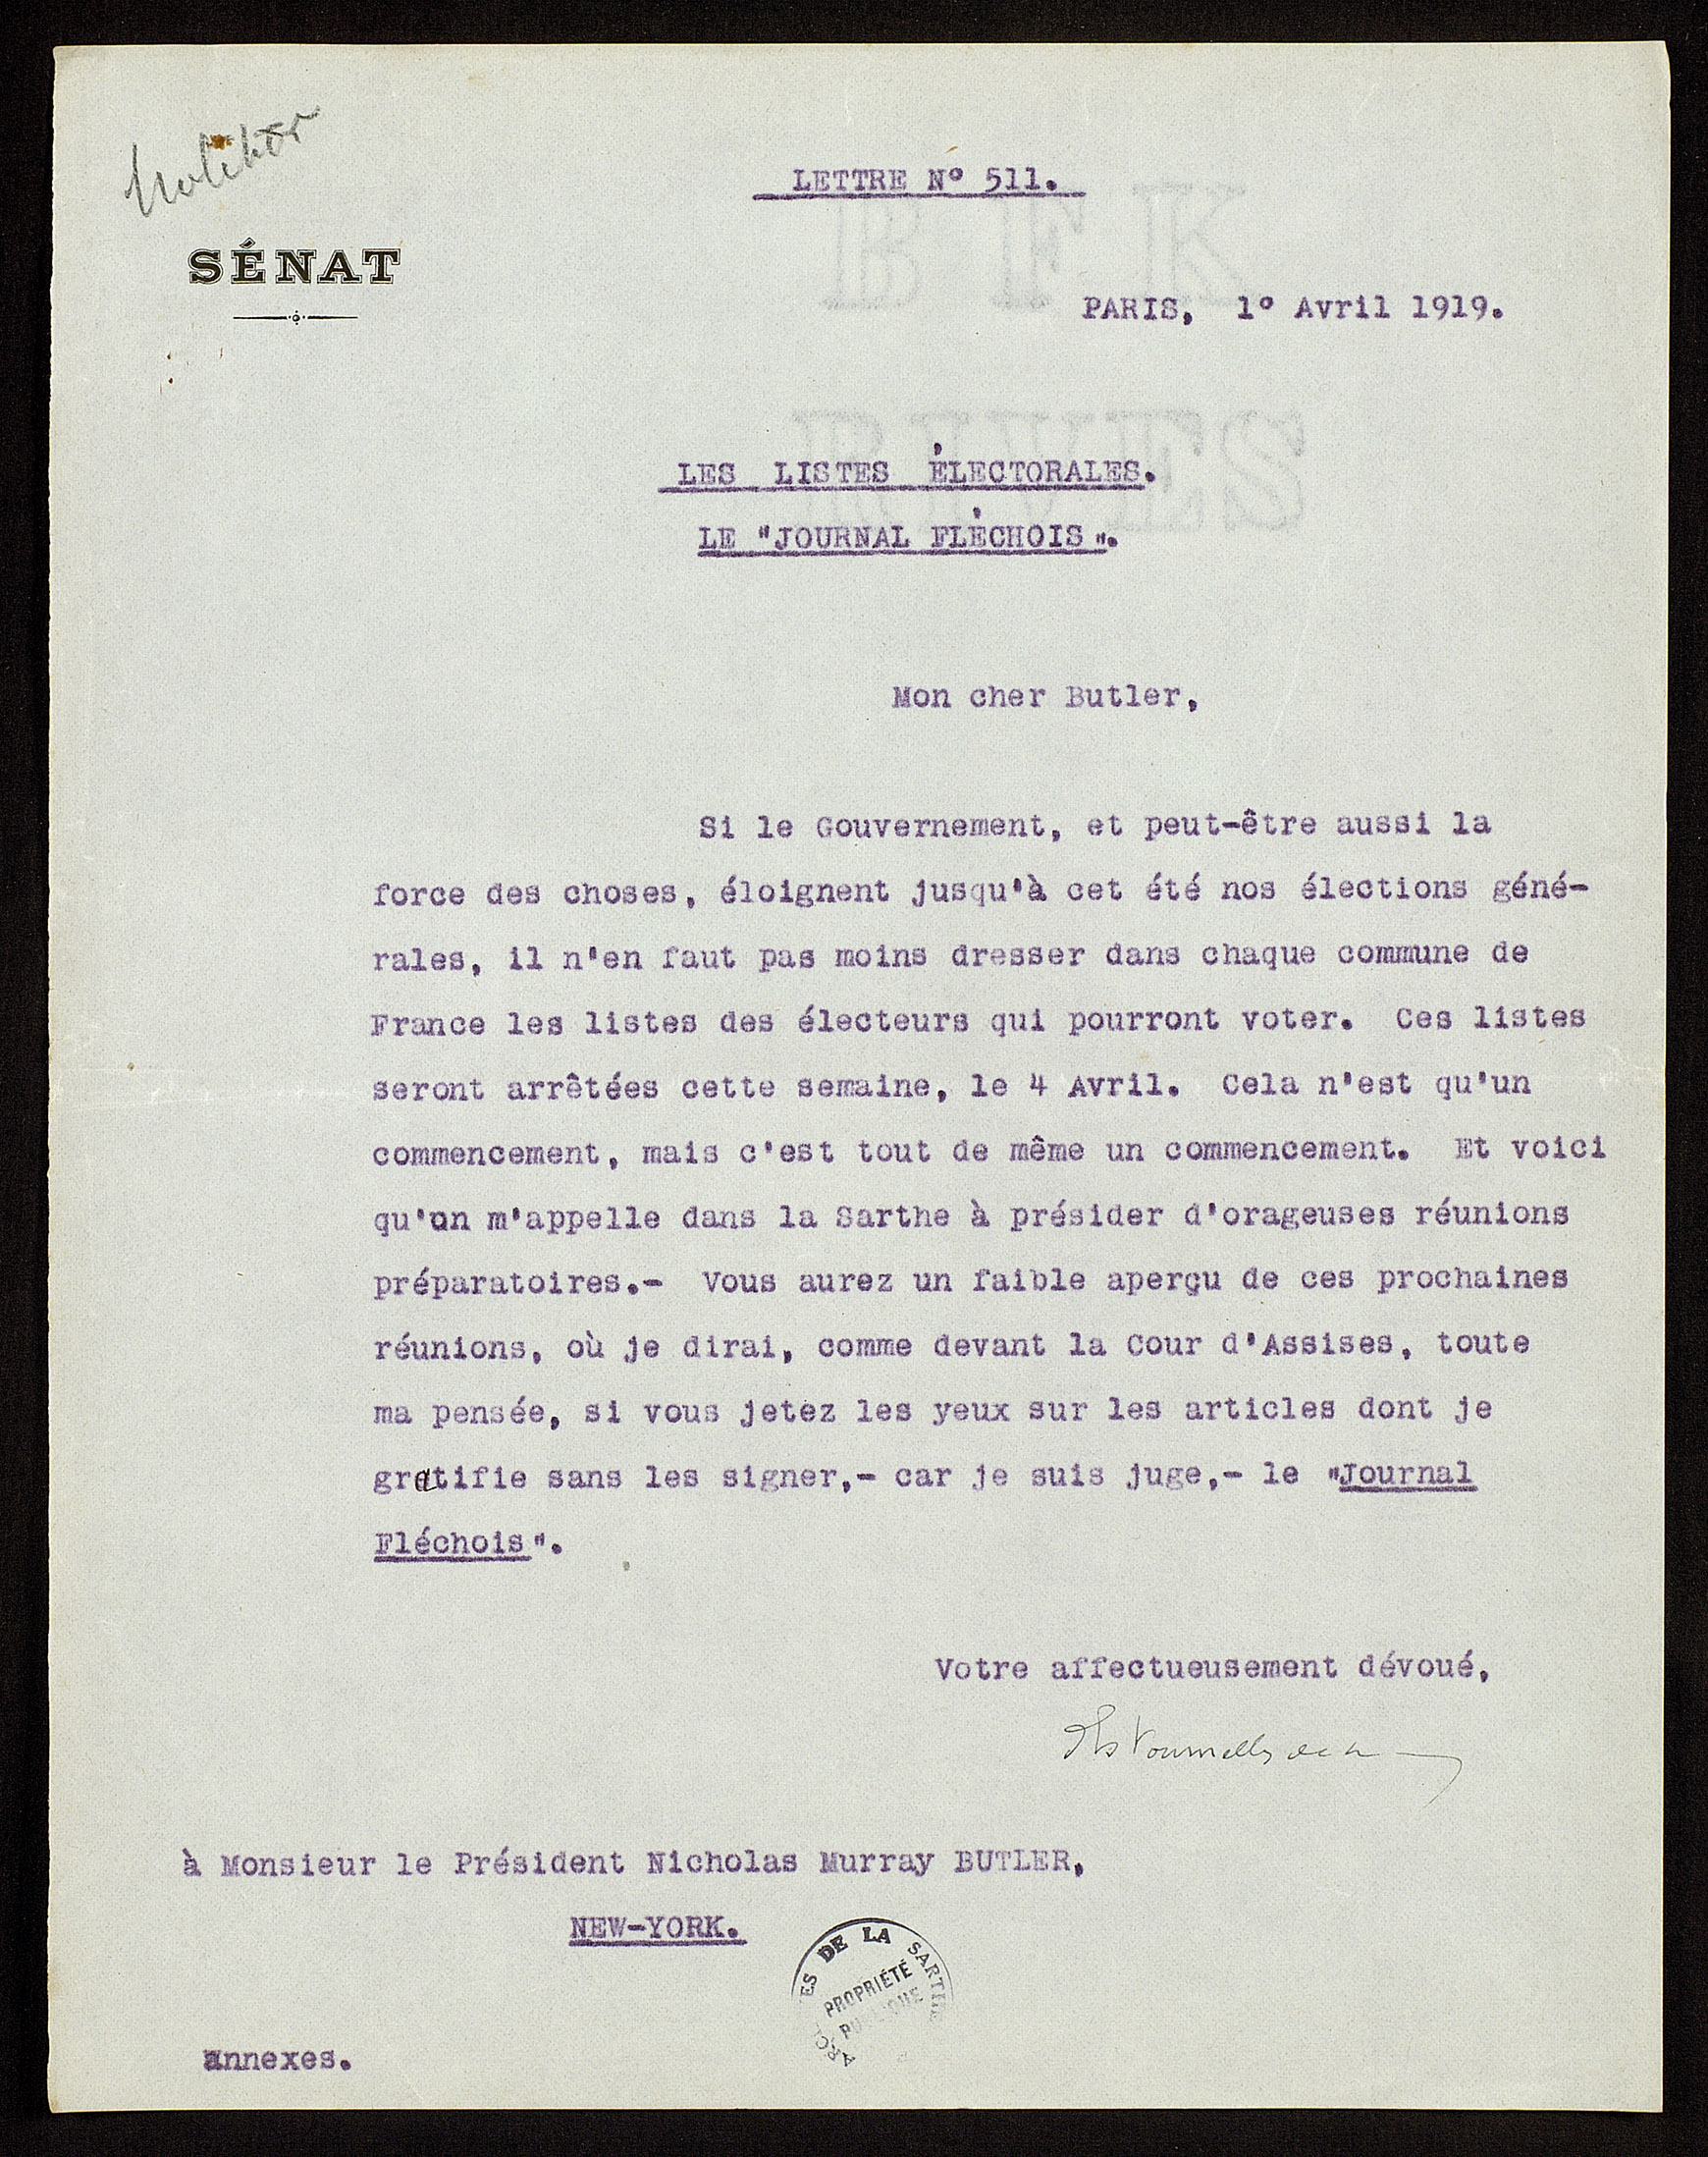 LETTRE N° 511.
SÉNAT
PARIS, 1° Avril 1919.
LES LISTES ÉLECTORALES.
LE "JOURNAL FLÉCHOIS".
Mon cher Butler,
Si le Gouvernement, et peut-être aussi la
force des choses, éloignent jusqu'à cet été nos élections géné-
rales, il n'en faut pas moins dresser dans chaque commune de
France les listes des électeurs qui pourront voter. Ces listes
seront arrêtées cette semaine, le 4 Avril. Cela n'est qu'un
commencement, mais c'est tout de même un commencement. Et voici
qu'on m'appelle dans la Sarthe à présider d'orageuses réunions
préparatoires.- Vous aurez un faible aperçu de ces prochaines
réunions, où je dirai, comme devant la Cour d'Assises, toute
ma pensée, si vous jetez les yeux sur les articles dont je
gratifie sans les signer,- car je suis juge,- le "Journal
Fléchois".
Votre affectueusement dévoué,
à Monsieur le Président Nicholas Murray BUTLER,
NEW-YORK.
ES DE LA SARTHE
PROPRIÉTÉ
PUBLIQUE
annexes.
BFK
RIVES